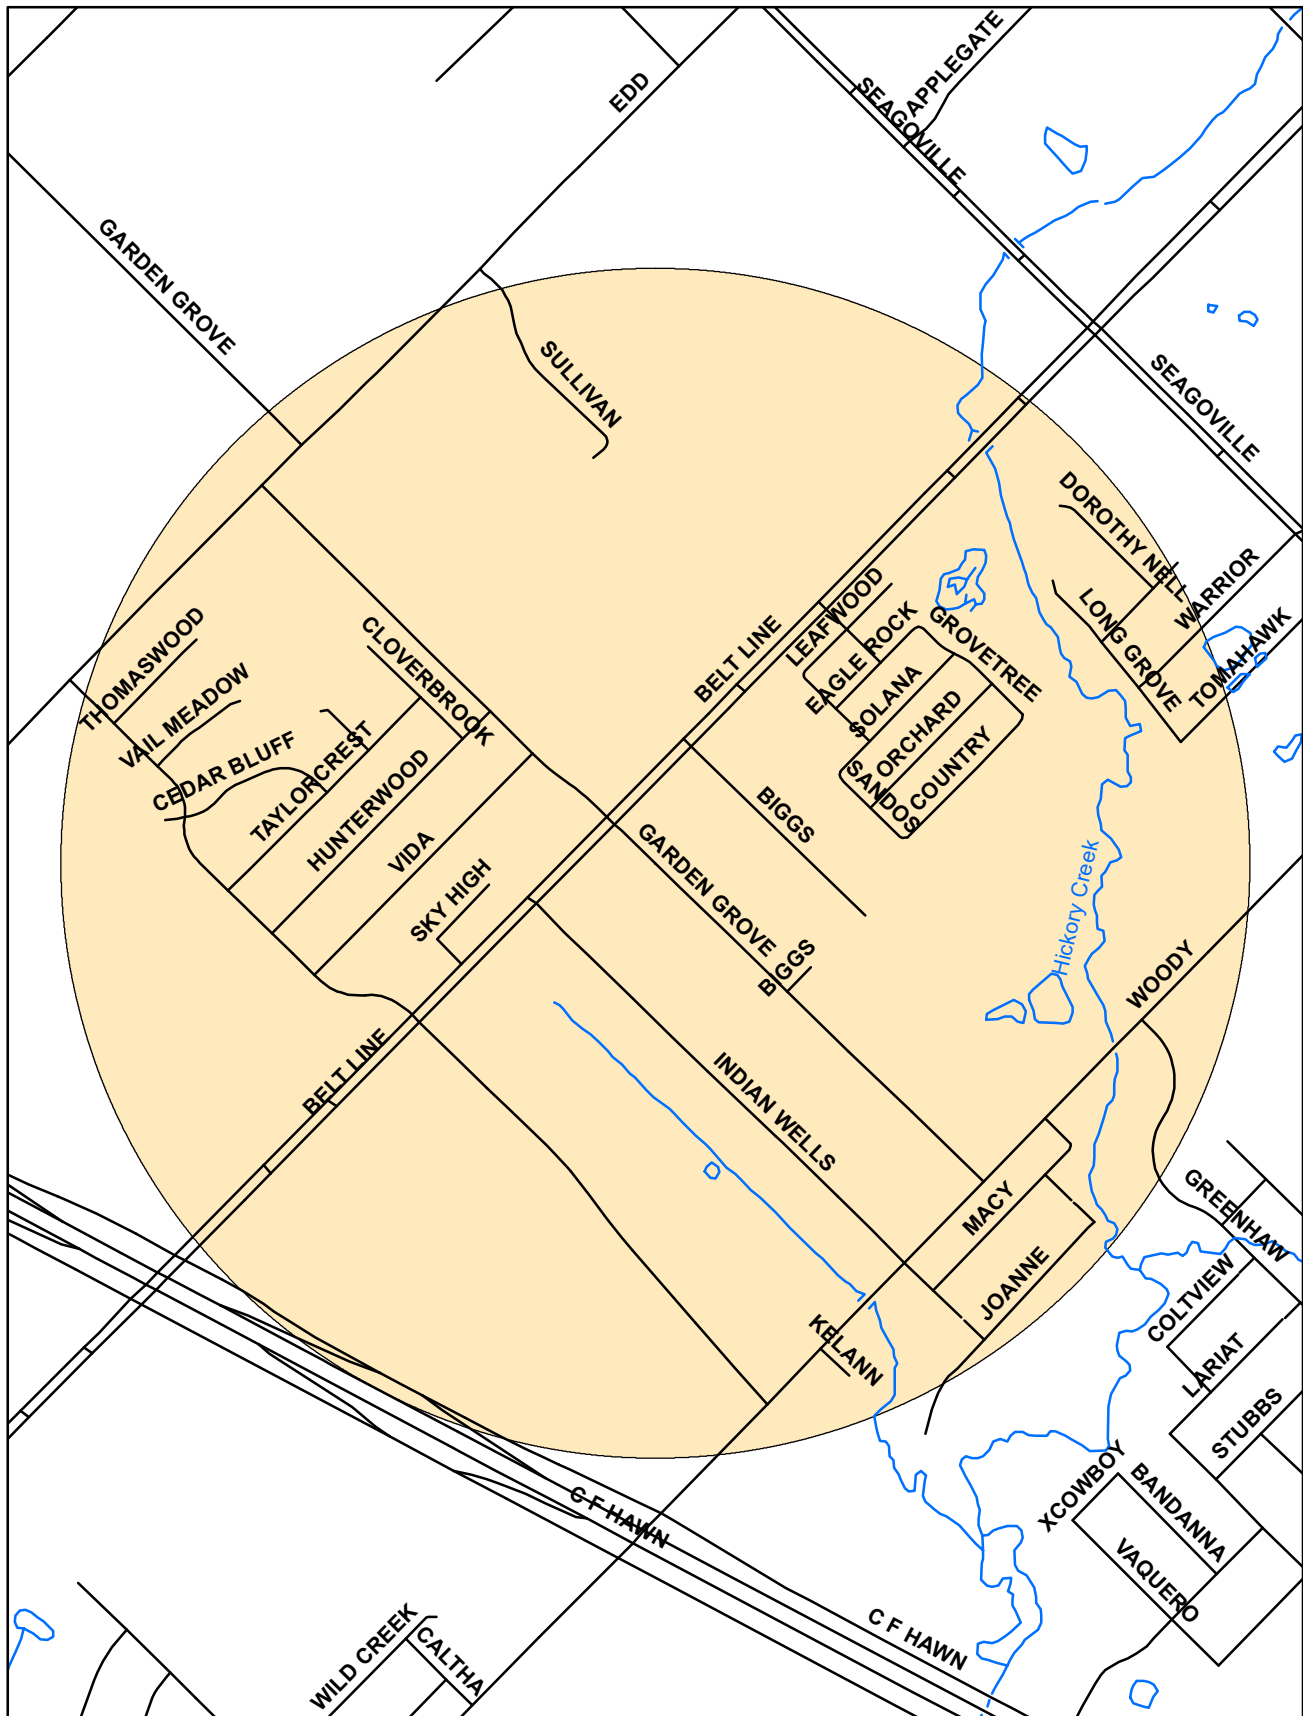 APPLEGATE
EDD
SEAGOVILLE
GARDEN GROVE
SULLIVAN
SEAGOVILLE
DOROTHY NELL
WARRIOR
LONG GROVE
TOMAHAWK
THOMASWOOD
CLOVERBROOK
BELT LINE
LEAFWOOD
EAGLE ROCK
GROVETREE
VAIL MEADOW
SOLANA
ORCHARD
CEDAR BLUFF
TAYLORCREST
HUNTERWOOD
COUNTRY
SANDOS
VIDA
BIGGS
SKY HIGH
GARDEN GROVE
Hickory Creek
BIGGS
WOODY
BELT LINE
INDIAN WELLS
MACY
GREENHAW
JOANNE
COLTVIEW
KELANN
LARIAT
STUBBS
XCOWBOY
BANDANNA
C F HAWN
VAQUERO
C F HAWN
WILD CREEK
CALTHA